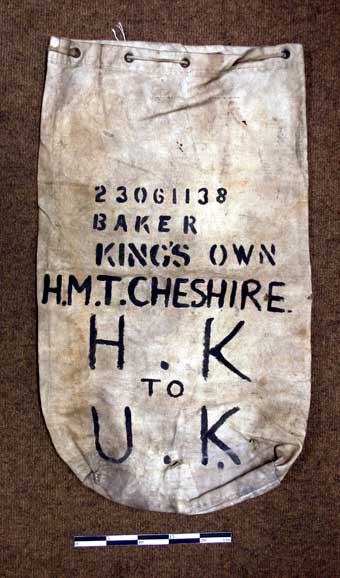 23061138
BAKER
KING'S OWN
H.M.T. CHESHIRE.
H.K
TO
U.K.